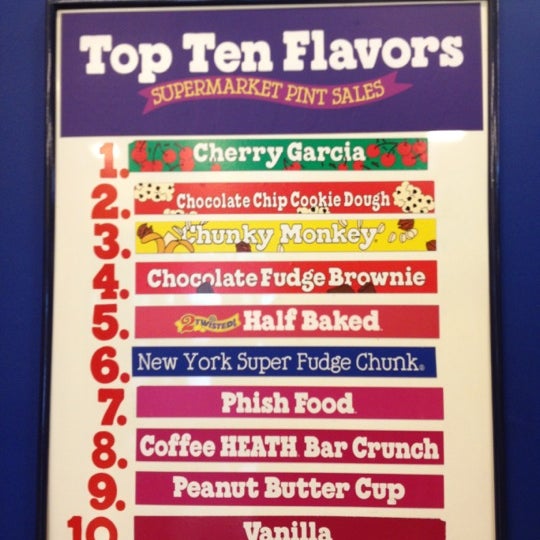 Top Ten Flavors
SUPERMARKET PINT SALES
1. Cherry Garcia
2. Chocolate Chip Cookie Dough
3. Chunky Monkey
4. Chocolate Fudge Brownie
5. 2 TWISTED! Half Baked
6. New York Super Fudge Chunk®
7. Phish Food
8. Coffee HEATH Bar Crunch
9. Peanut Butter Cup
10 Vanilla